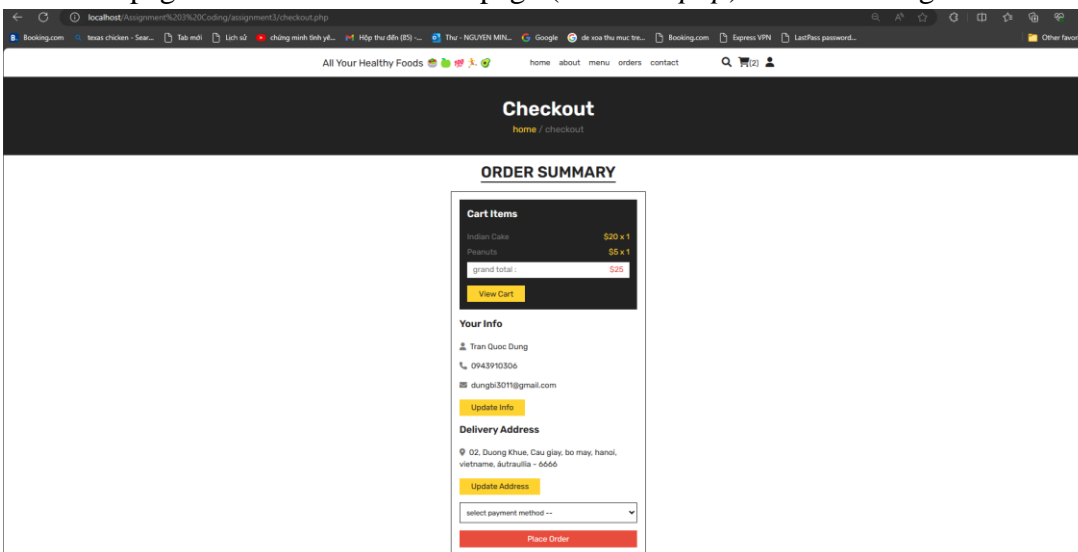 localhost/Assignment%203%20Coding/assignment3/checkout.php
Booking.com texas chicken - Sear... Tab mới Lịch sử chứng minh tình yê... Hộp thư đến (85) -... Thư - NGUYEN MIN... Google de xoa thu muc tre... Booking.com Express VPN LastPass password... Other favor
All Your Healthy Foods home about menu orders contact (2)
Checkout
home / checkout
ORDER SUMMARY
Cart Items
Indian Cake $20 x 1
Peanuts $5 x 1
grand total : $25
View Cart
Your Info
Tran Quoc Dung
0943910306
dungbi3011@gmail.com
Update Info
Delivery Address
02, Duong Khue, Cau giay, bo may, hanoi,
vietname, áutraullia - 6666
Update Address
select payment method --
Place Order